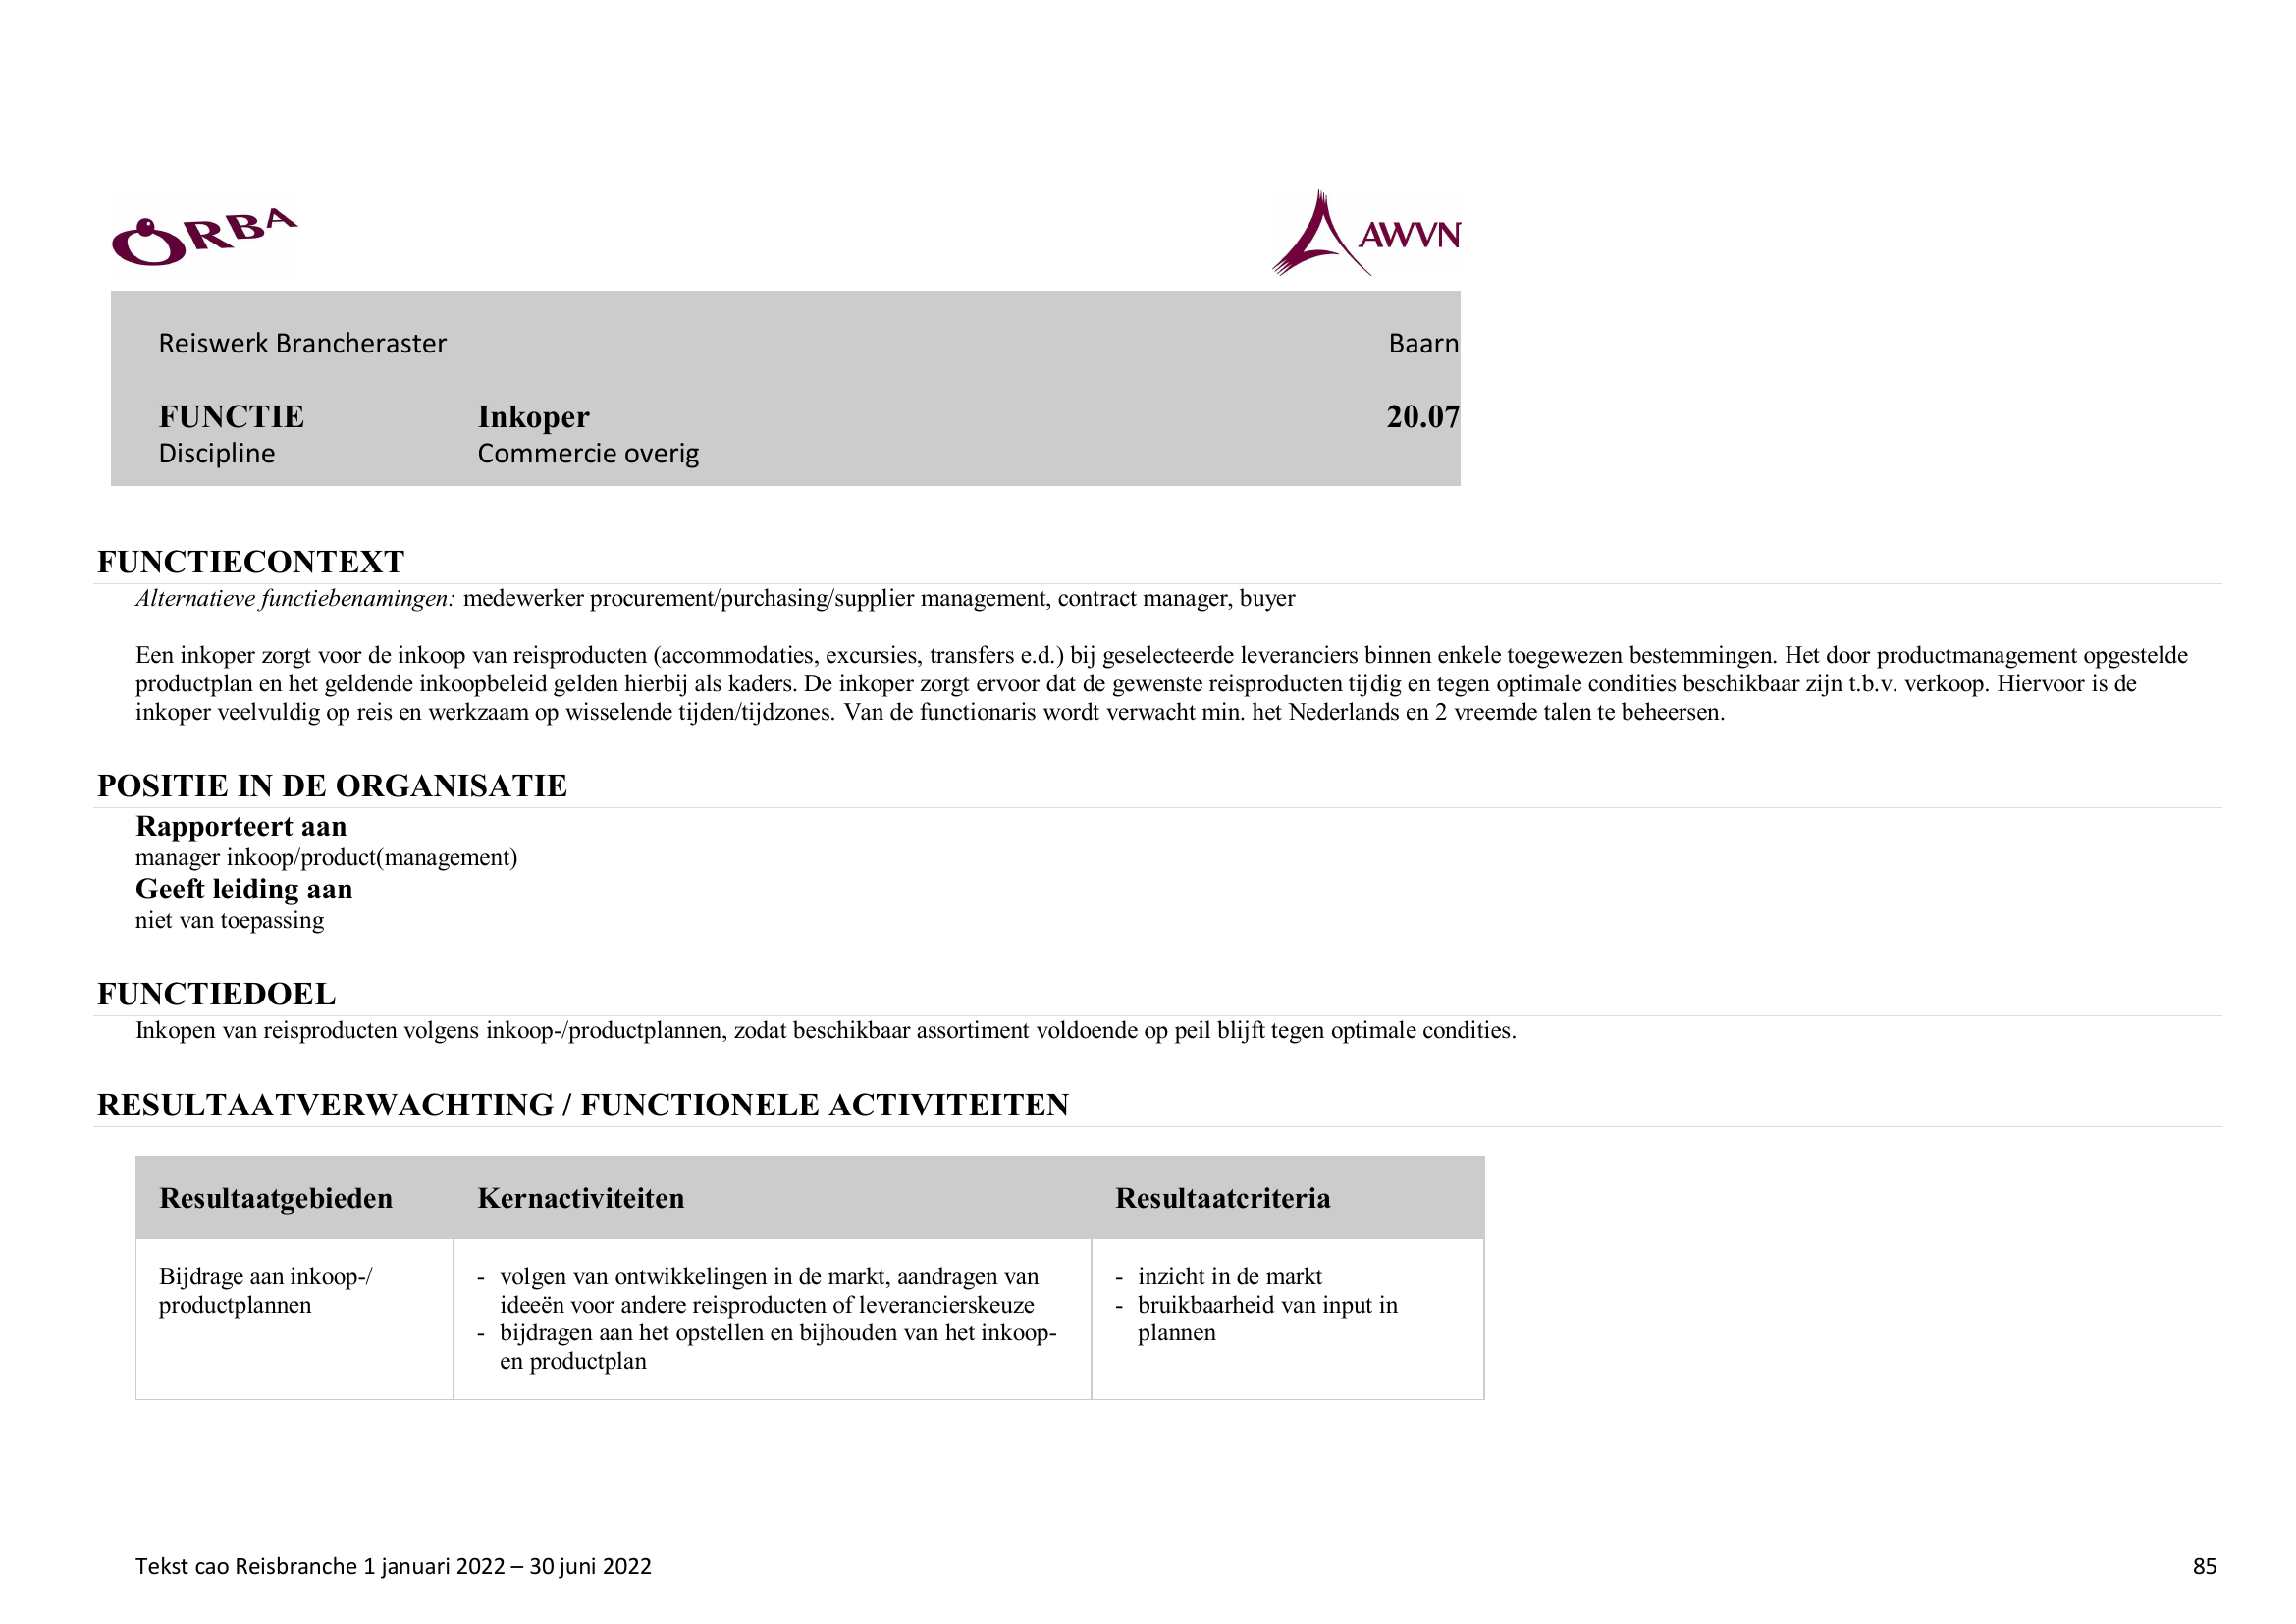 ORBA
AWVN
Reiswerk Brancheraster Baarn
FUNCTIE Inkoper 20.07
Discipline Commercie overig
FUNCTIECONTEXT
Alternatieve functiebenamingen: medewerker procurement/purchasing/supplier management, contract manager, buyer
Een inkoper zorgt voor de inkoop van reisproducten (accommodaties, excursies, transfers e.d.) bij geselecteerde leveranciers binnen enkele toegewezen bestemmingen. Het door productmanagement opgestelde
productplan en het geldende inkoopbeleid gelden hierbij als kaders. De inkoper zorgt ervoor dat de gewenste reisproducten tijdig en tegen optimale condities beschikbaar zijn t.b.v. verkoop. Hiervoor is de
inkoper veelvuldig op reis en werkzaam op wisselende tijden/tijdzones. Van de functionaris wordt verwacht min. het Nederlands en 2 vreemde talen te beheersen.
POSITIE IN DE ORGANISATIE
Rapporteert aan
manager inkoop/product(management)
Geeft leiding aan
niet van toepassing
FUNCTIEDOEL
Inkopen van reisproducten volgens inkoop-/productplannen, zodat beschikbaar assortiment voldoende op peil blijft tegen optimale condities.
RESULTAATVERWACHTING / FUNCTIONELE ACTIVITEITEN
Resultaatgebieden Kernactiviteiten Resultaatcriteria
Bijdrage aan inkoop-/
productplannen
- volgen van ontwikkelingen in de markt, aandragen van
ideeën voor andere reisproducten of leverancierskeuze
- bijdragen aan het opstellen en bijhouden van het inkoop-
en productplan
- inzicht in de markt
- bruikbaarheid van input in
plannen
Tekst cao Reisbranche 1 januari 2022 – 30 juni 2022 85